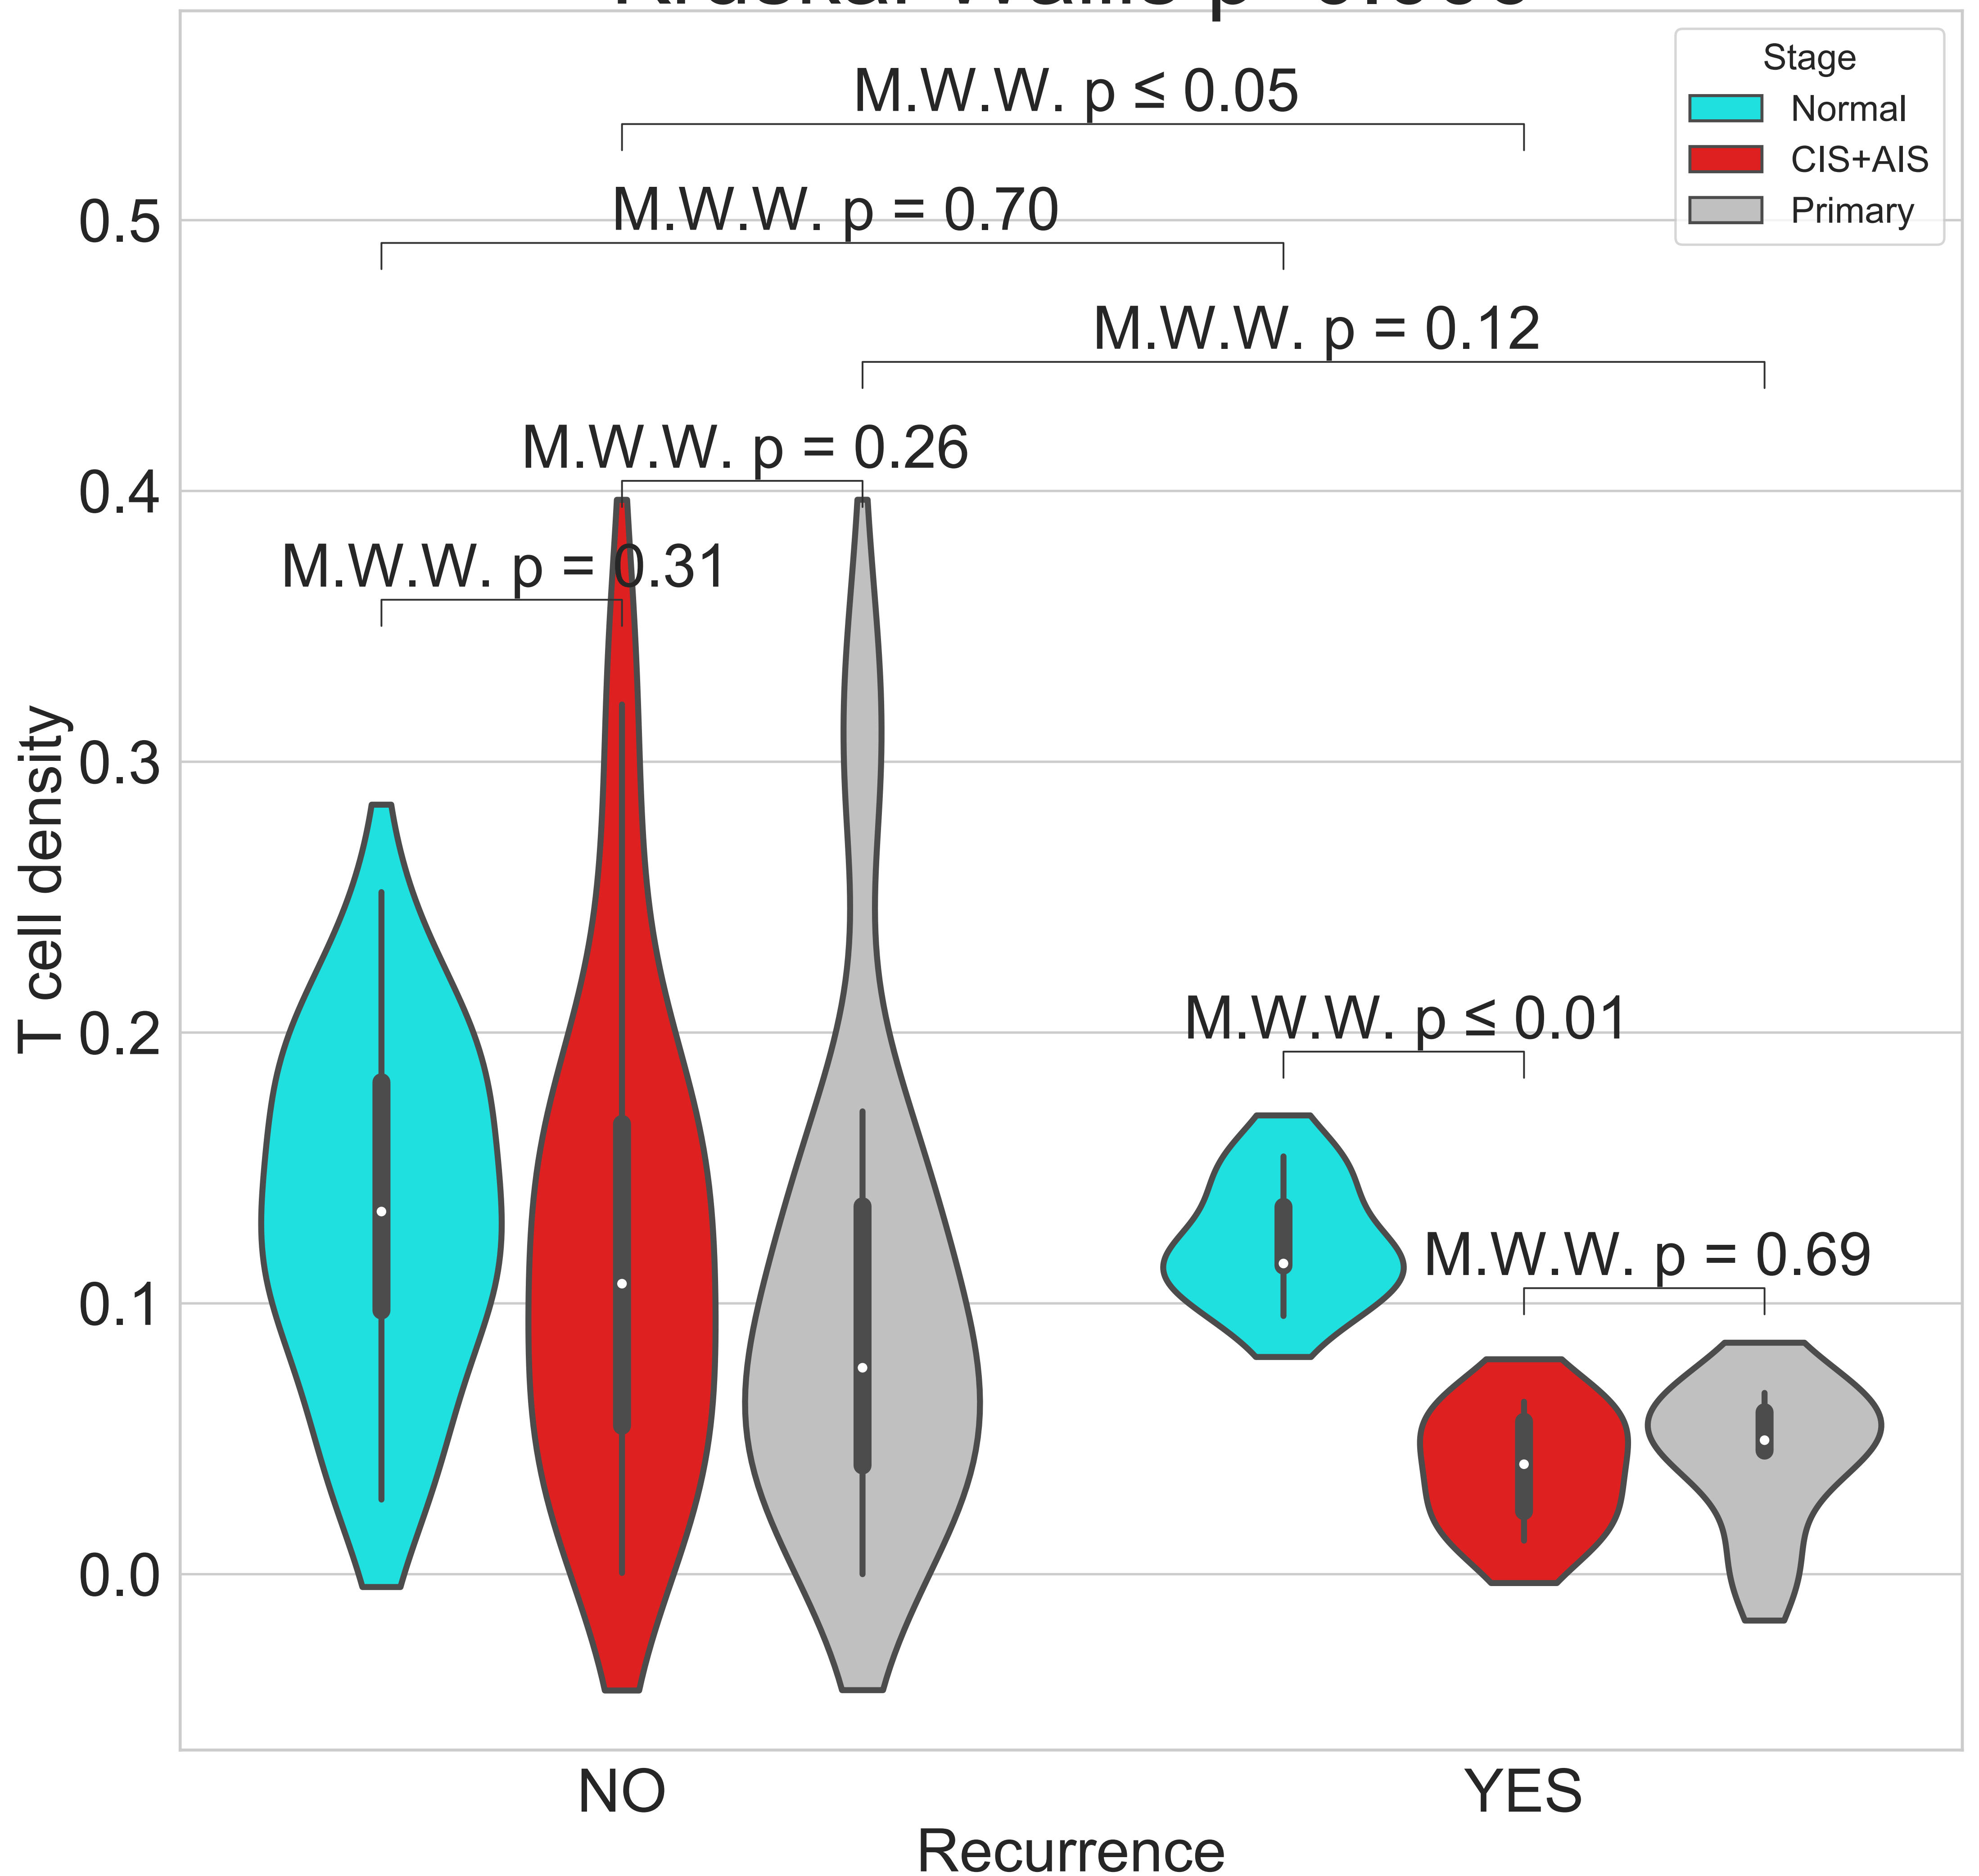 M.W.W. p ≤ 0.05
Stage
Normal
CIS+AIS
Primary
M.W.W. p = 0.70
M.W.W. p = 0.12
M.W.W. p = 0.26
M.W.W. p = 0.31
M.W.W. p ≤ 0.01
M.W.W. p = 0.69
0.5
0.4
0.3
0.2
0.1
0.0
T cell density
NO
YES
Recurrence